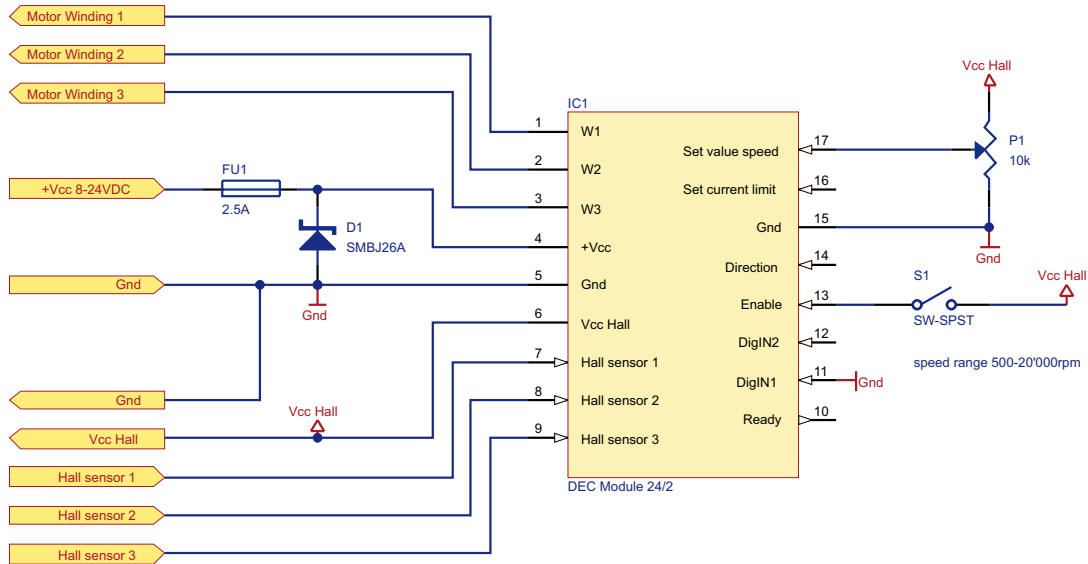 Motor Winding 1
Motor Winding 2
Motor Winding 3
+Vcc 8-24VDC
FU1
2.5A
D1
SMBJ26A
Gnd
Gnd
Gnd
Vcc Hall
Vcc Hall
Hall sensor 1
Hall sensor 2
Hall sensor 3
IC1
1 W1
2 W2
3 W3
4 +Vcc
5 Gnd
6 Vcc Hall
7 Hall sensor 1
8 Hall sensor 2
9 Hall sensor 3
Set value speed 17
Set current limit 16
Gnd 15
Direction 14
Enable 13
DigIN2 12
DigIN1 11
Ready 10
DEC Module 24/2
Vcc Hall
P1
10k
Gnd
S1
SW-SPST
Vcc Hall
speed range 500-20'000rpm
Gnd